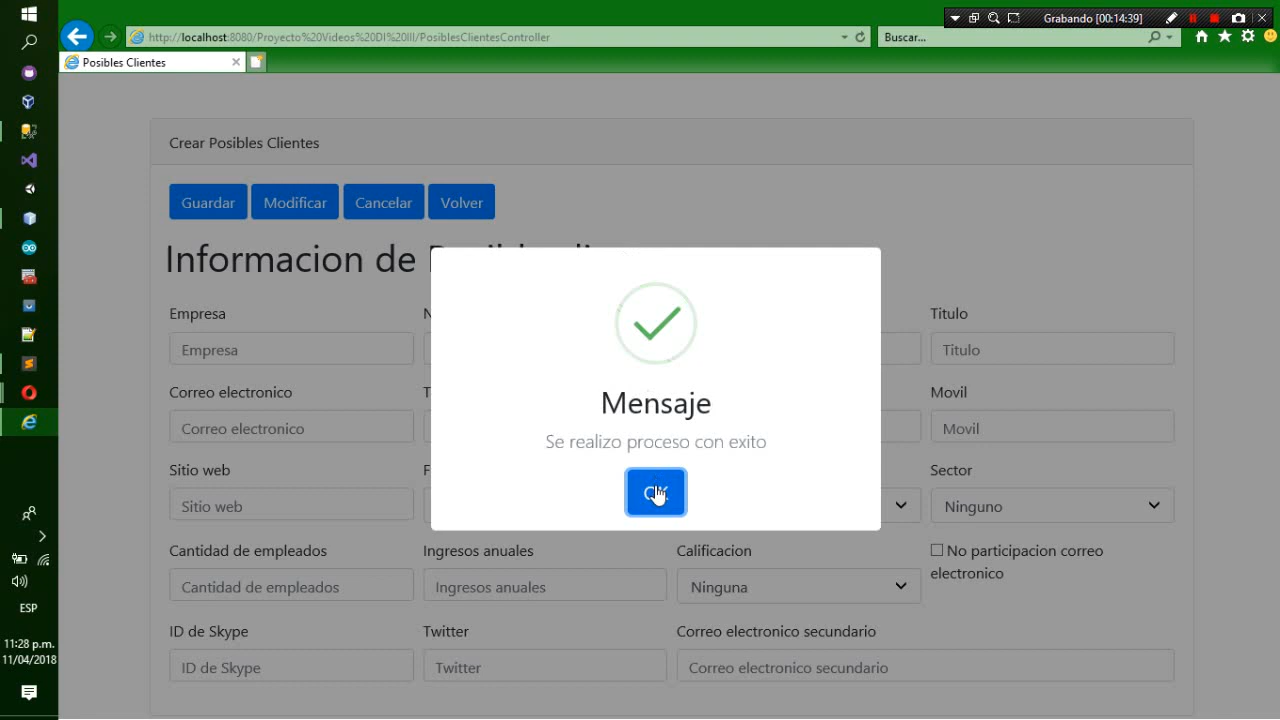 Grabando [00:14:39]
http://localhost:8080/Proyecto%20Videos%20DI%20III/PosiblesClientesController
Buscar...
Posibles Clientes
Crear Posibles Clientes
Guardar Modificar Cancelar Volver
Informacion de
Mensaje
Se realizo proceso con exito
Empresa
Titulo
Empresa
Titulo
Correo electronico
Movil
Correo electronico
Movil
Sitio web
Sector
Sitio web
Ninguno
Cantidad de empleados Ingresos anuales Calificacion No participacion correo electronico
Cantidad de empleados Ingresos anuales Ninguna
ID de Skype Twitter Correo electronico secundario
ID de Skype Twitter Correo electronico secundario
ESP
11:28 p.m.
11/04/2018